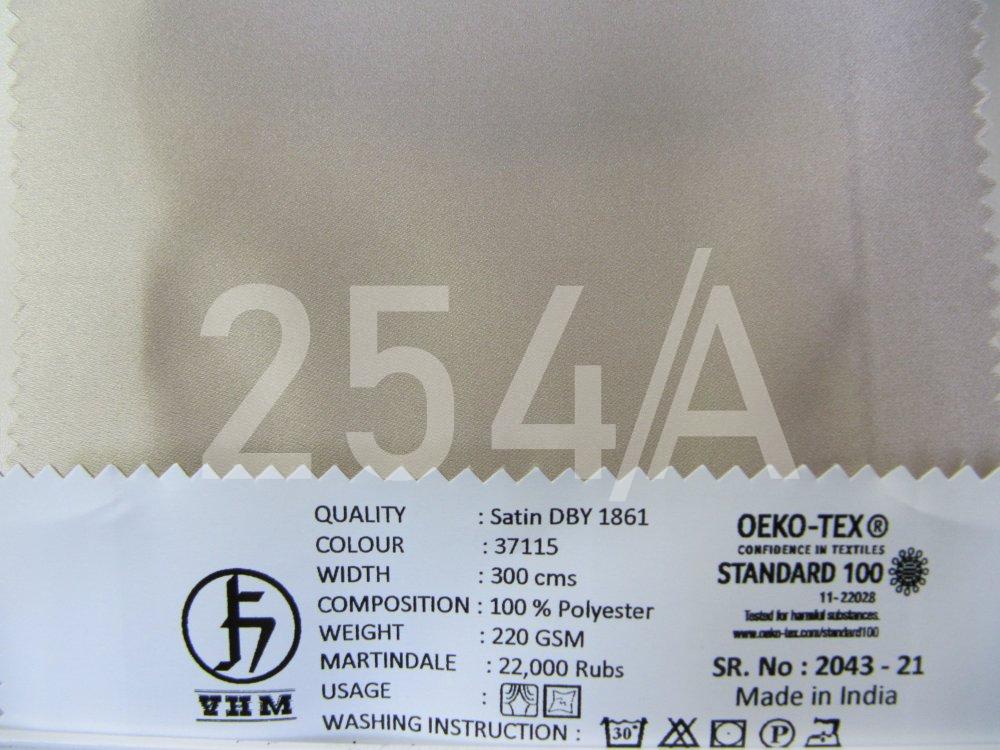 254/A
QUALITY : Satin DBY 1861
COLOUR : 37115
WIDTH : 300 cms
COMPOSITION : 100 % Polyester
WEIGHT : 220 GSM
MARTINDALE : 22,000 Rubs
USAGE :
WASHING INSTRUCTION : 30° P
VHM
OEKO-TEX®
CONFIDENCE IN TEXTILES
STANDARD 100
11-22028
Tested for harmful substances.
www.oeko-tex.com/standard100
SR. No : 2043 - 21
Made in India